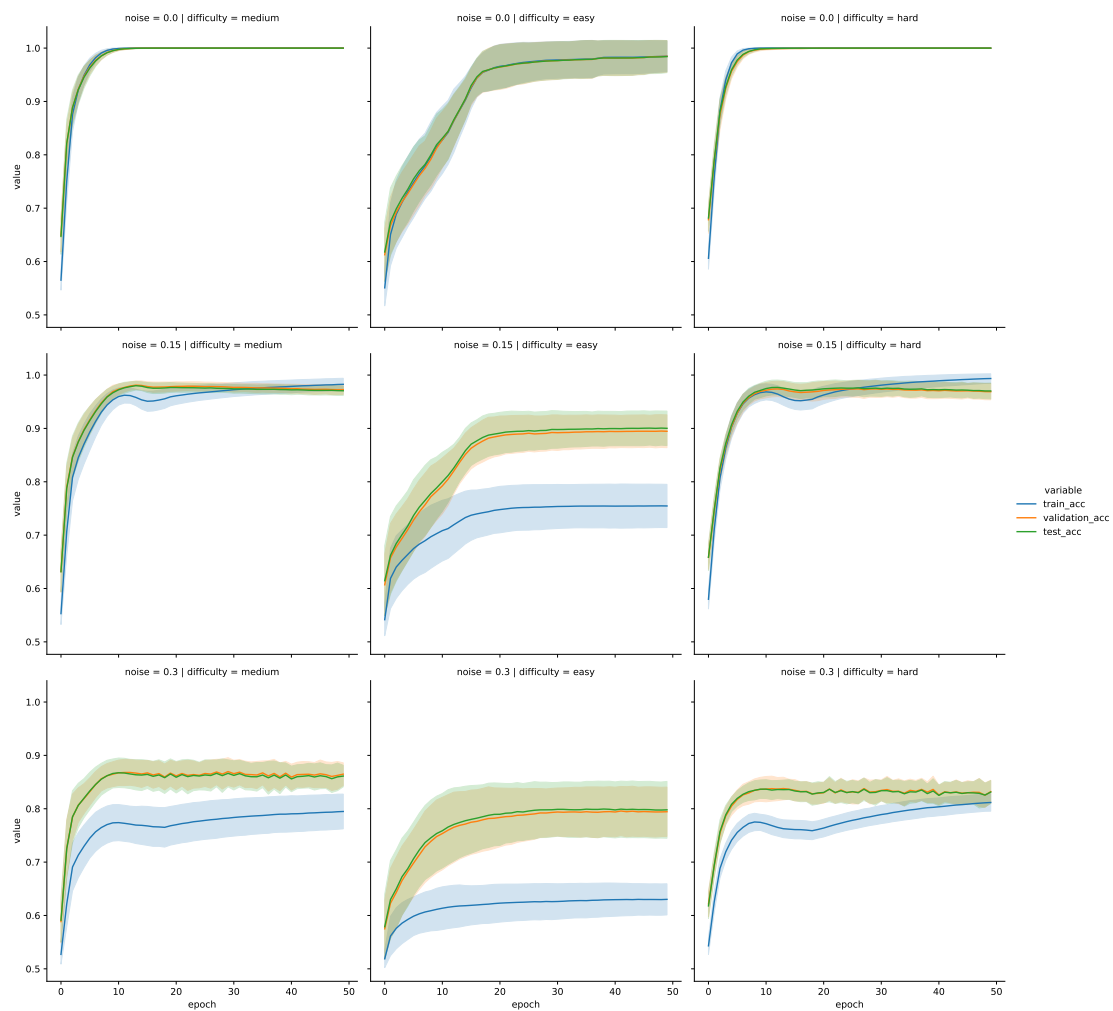 noise = 0.0 | difficulty = medium
noise = 0.0 | difficulty = easy
noise = 0.0 | difficulty = hard
1.0
0.9
0.8
value
0.7
0.6
0.5
noise = 0.15 | difficulty = medium
noise = 0.15 | difficulty = easy
noise = 0.15 | difficulty = hard
1.0
0.9
0.8
value
0.7
0.6
0.5
variable
train_acc
validation_acc
test_acc
noise = 0.3 | difficulty = medium
noise = 0.3 | difficulty = easy
noise = 0.3 | difficulty = hard
1.0
0.9
0.8
value
0.7
0.6
0.5
0 10 20 30 40 50
0 10 20 30 40 50
0 10 20 30 40 50
epoch
epoch
epoch